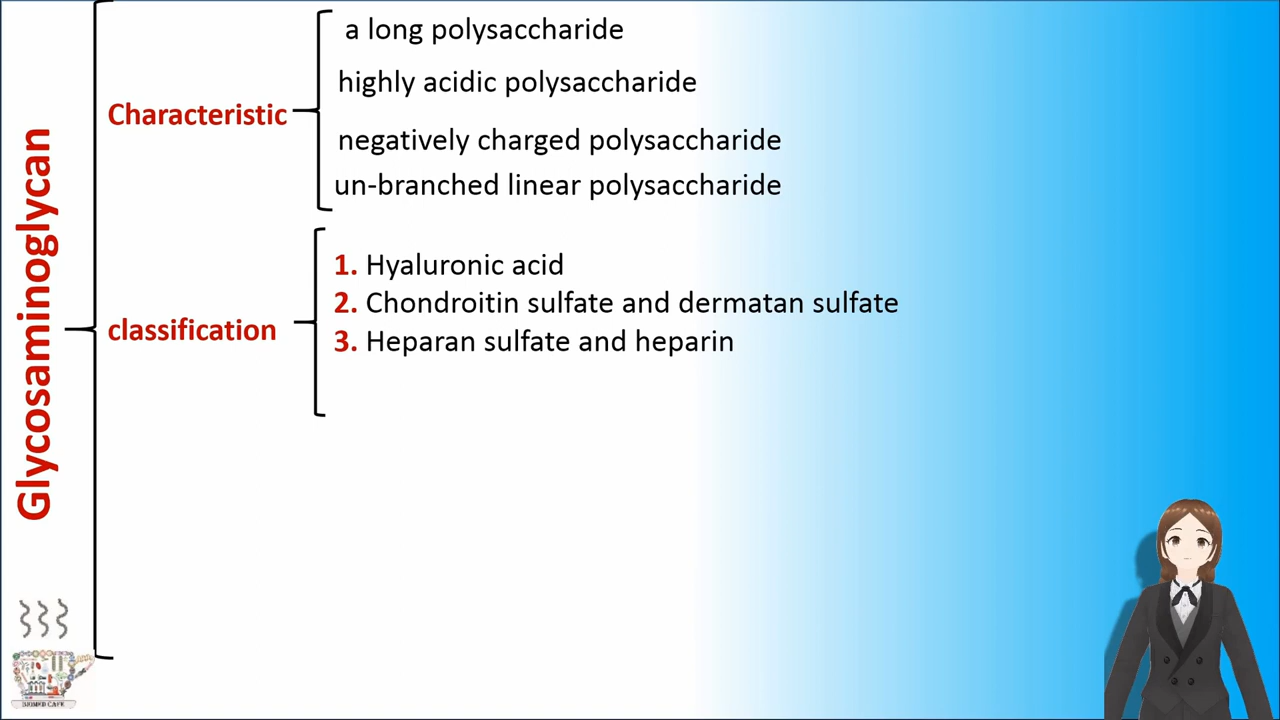 Glycosaminoglycan
Characteristic
a long polysaccharide
highly acidic polysaccharide
negatively charged polysaccharide
un-branched linear polysaccharide
classification
1. Hyaluronic acid
2. Chondroitin sulfate and dermatan sulfate
3. Heparan sulfate and heparin